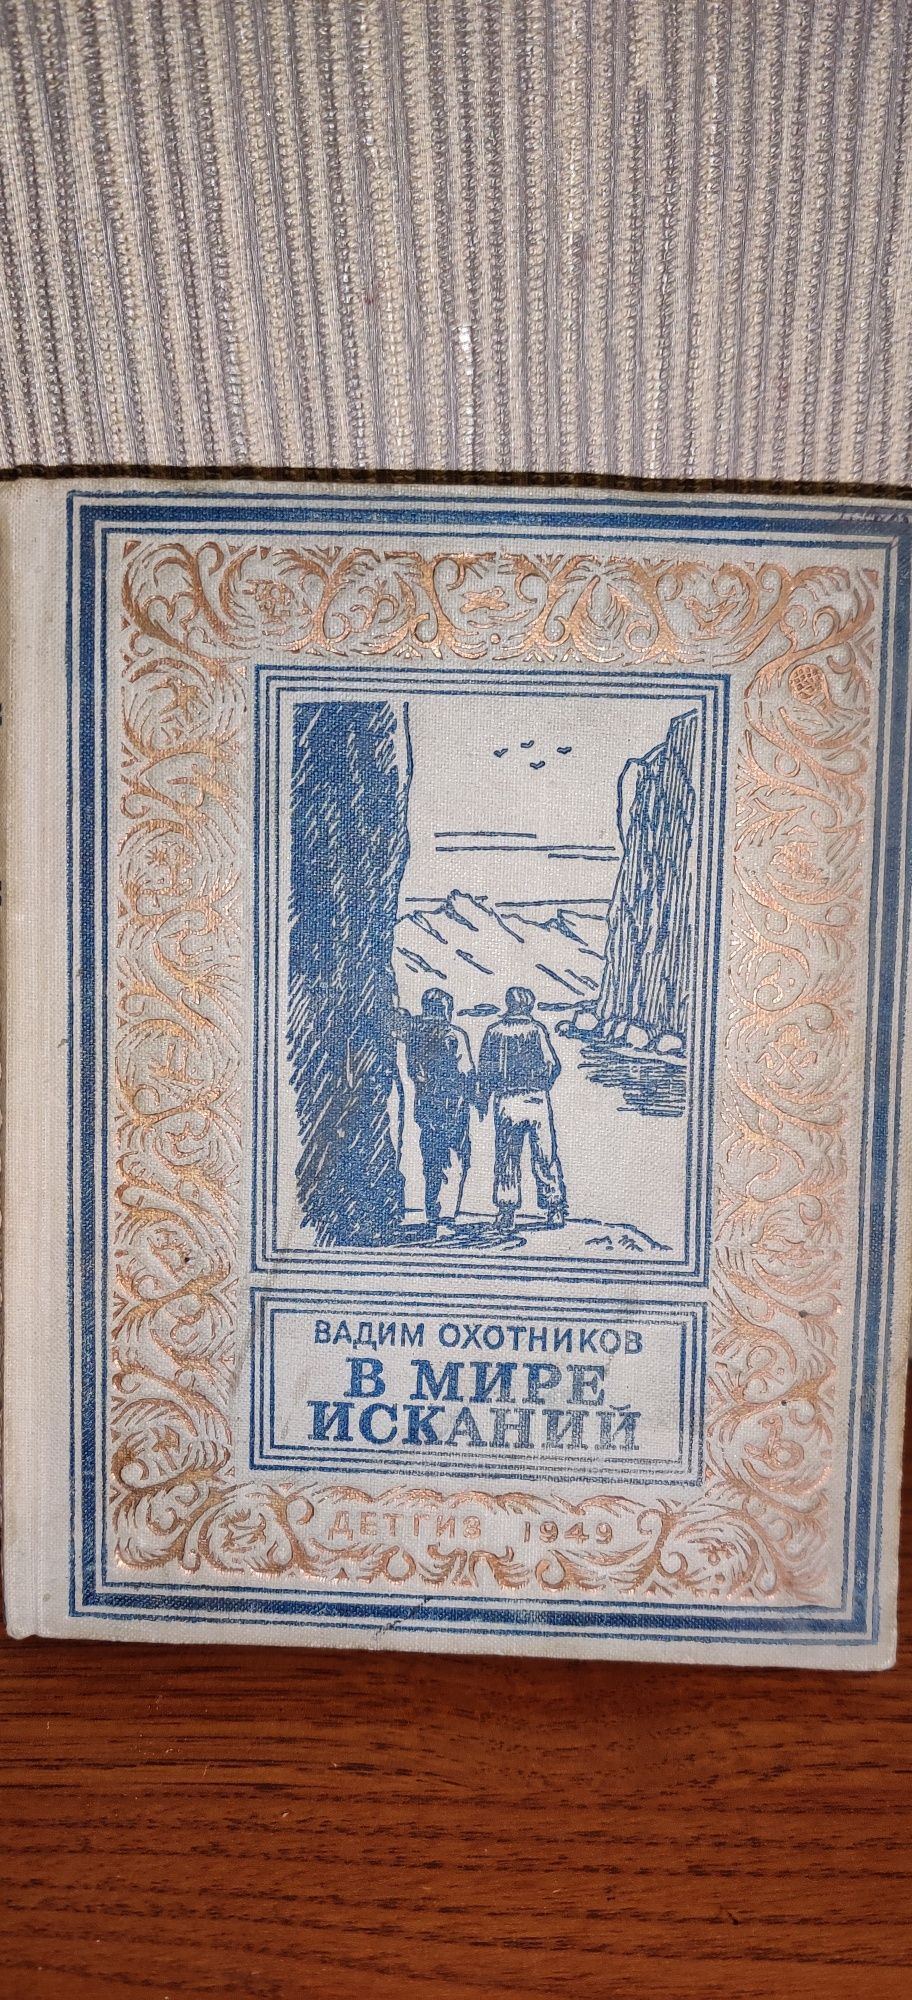 ВАДИМ ОХОТНИКОВ
В МИРЕ
ИСКАНИЙ
ДЕТГИЗ 1949